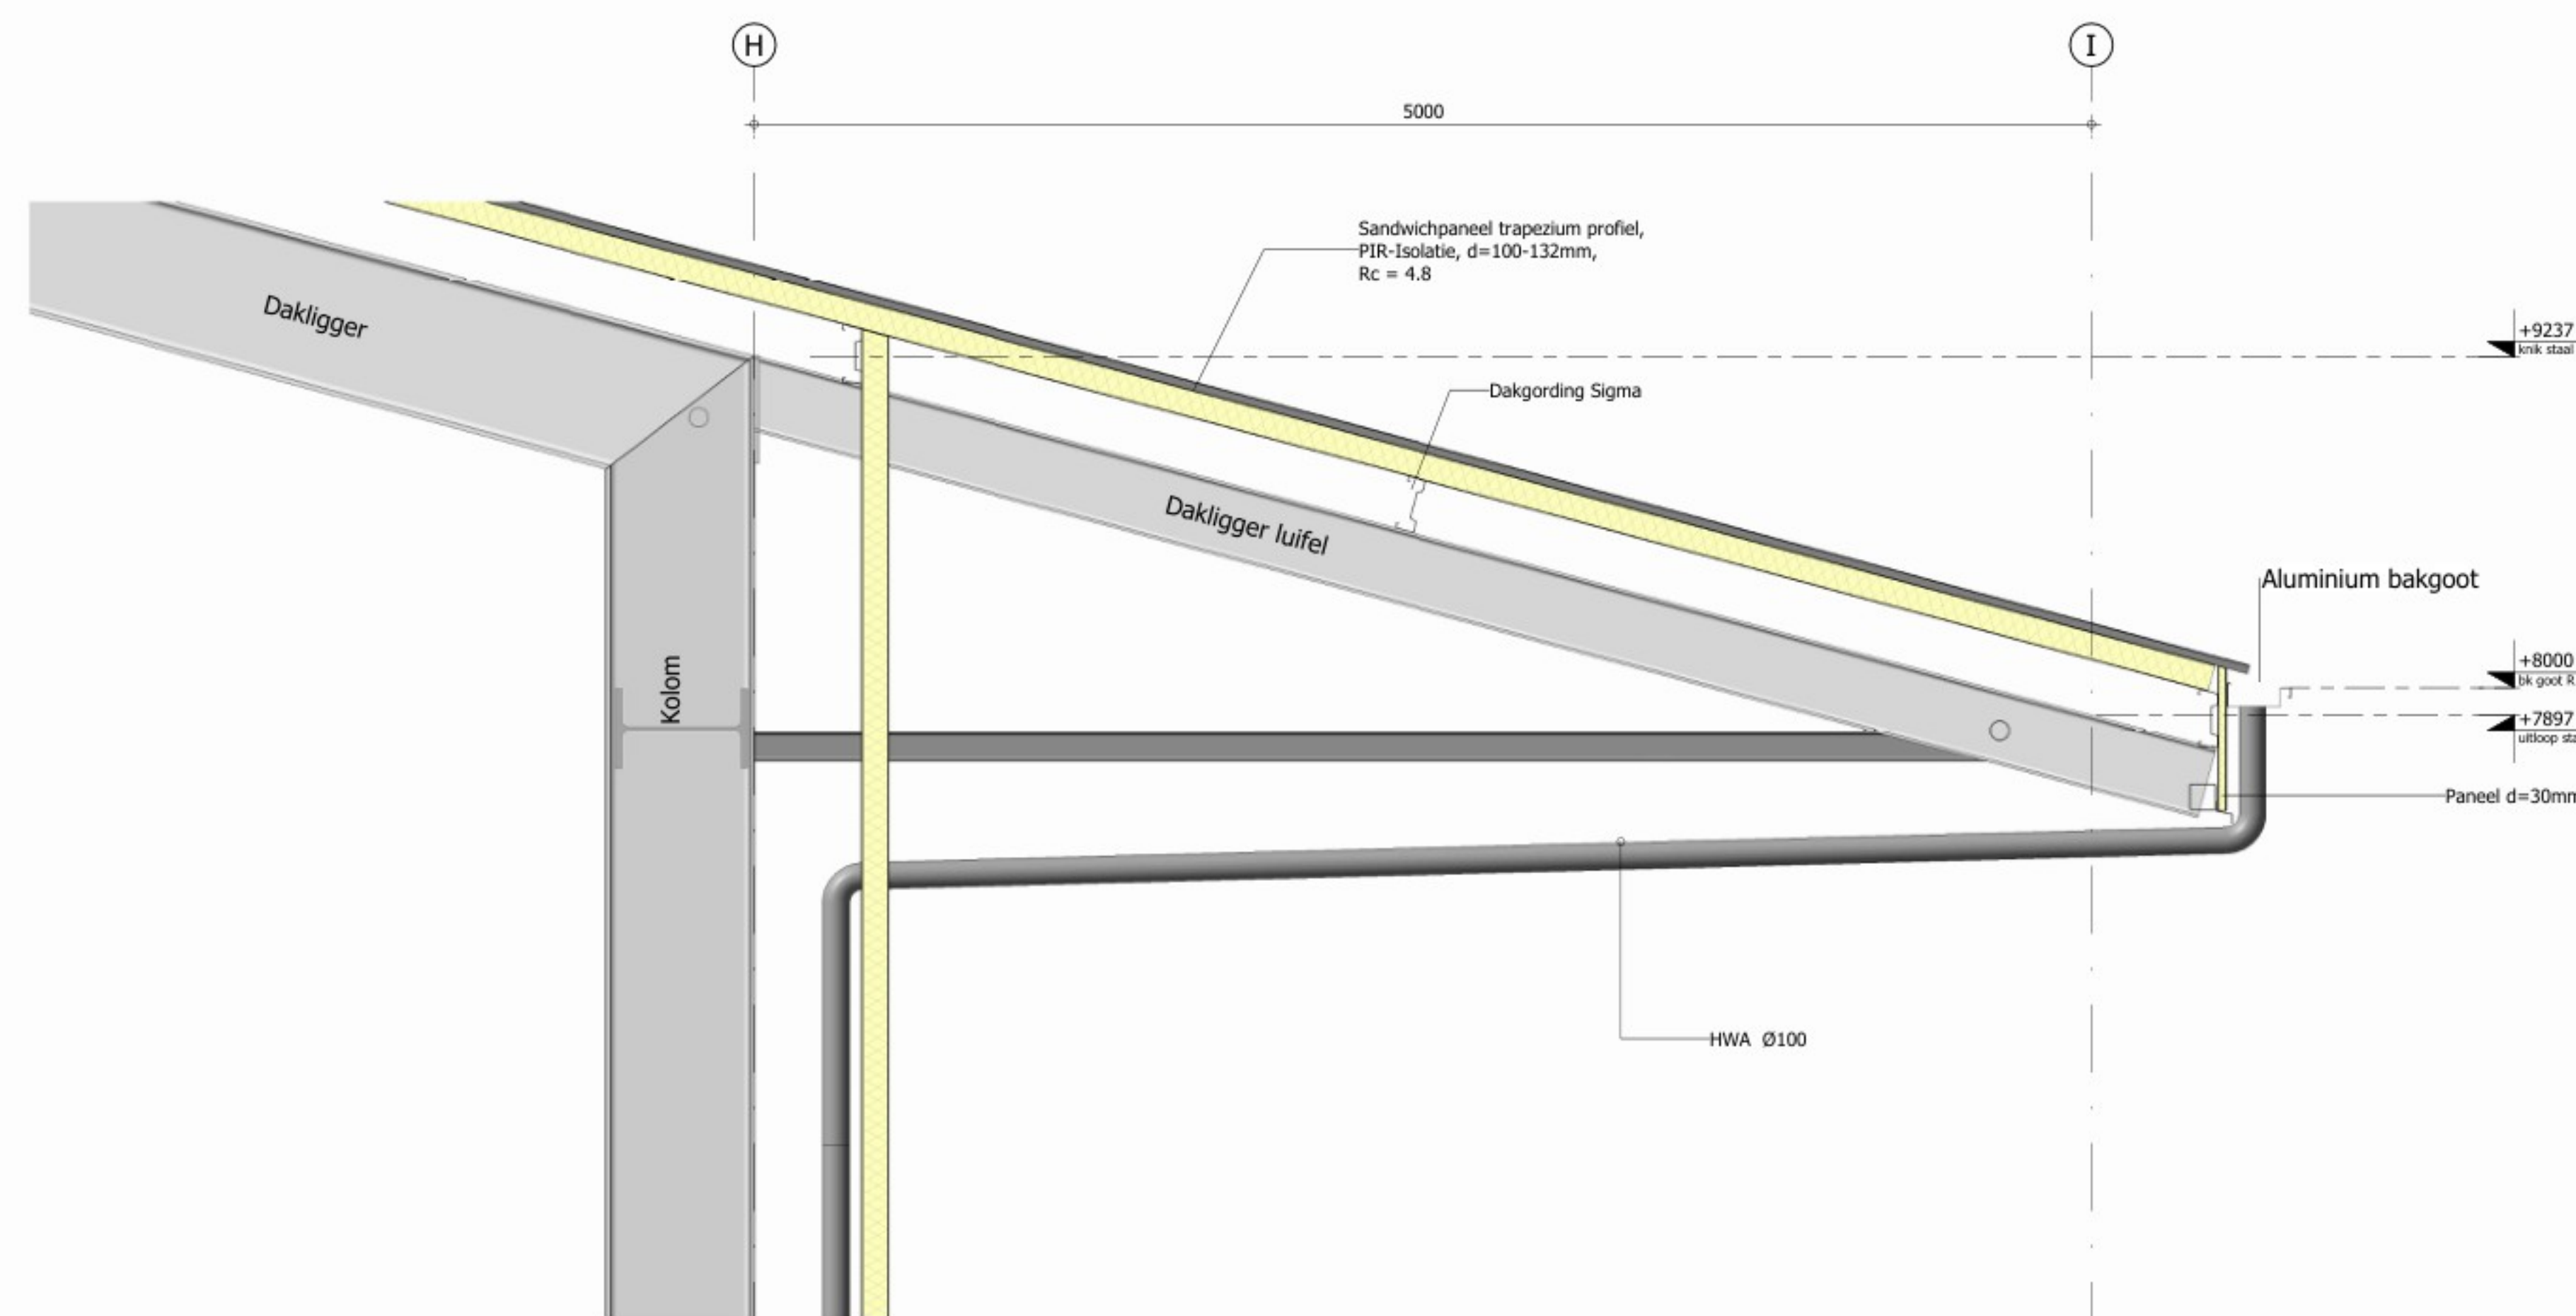 H
I
5000
Sandwichpaneel trapezium profiel,
PIR-Isolatie, d=100-132mm,
Rc = 4.8
Dakligger
+9237
knik staal
Dakgording Sigma
Dakligger luifel
Aluminium bakgoot
Kolom
+8000
bk goot R
+7897
uitloop sta
Paneel d=30mm
HWA Ø100